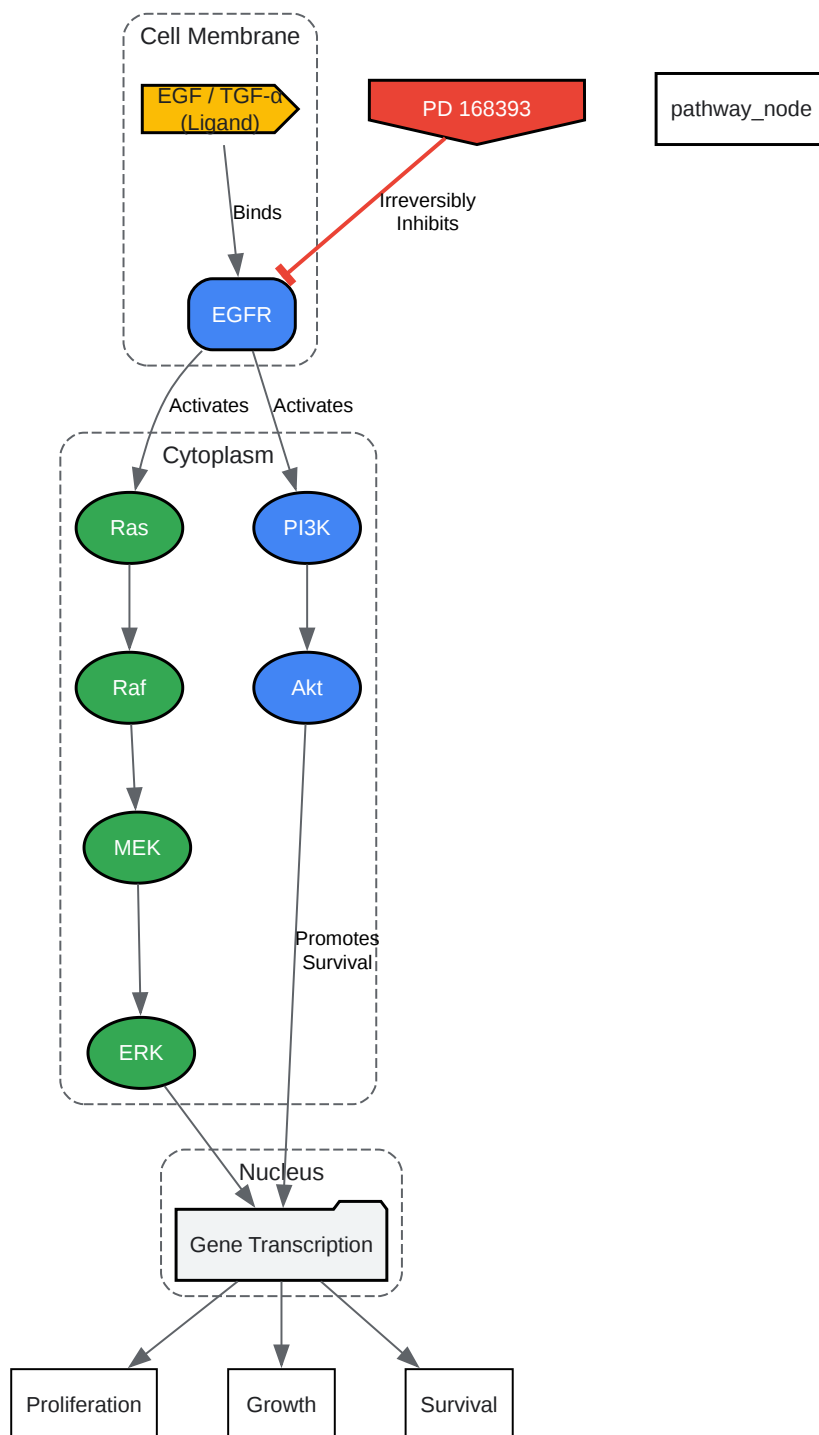 Cell Membrane
EGF / TGF-α
(Ligand)
PD 168393
pathway_node
Binds
Irreversibly
Inhibits
EGFR
Activates
Activates
Cytoplasm
Ras
PI3K
Raf
Akt
MEK
Promotes
Survival
ERK
Nucleus
Gene Transcription
Proliferation
Growth
Survival